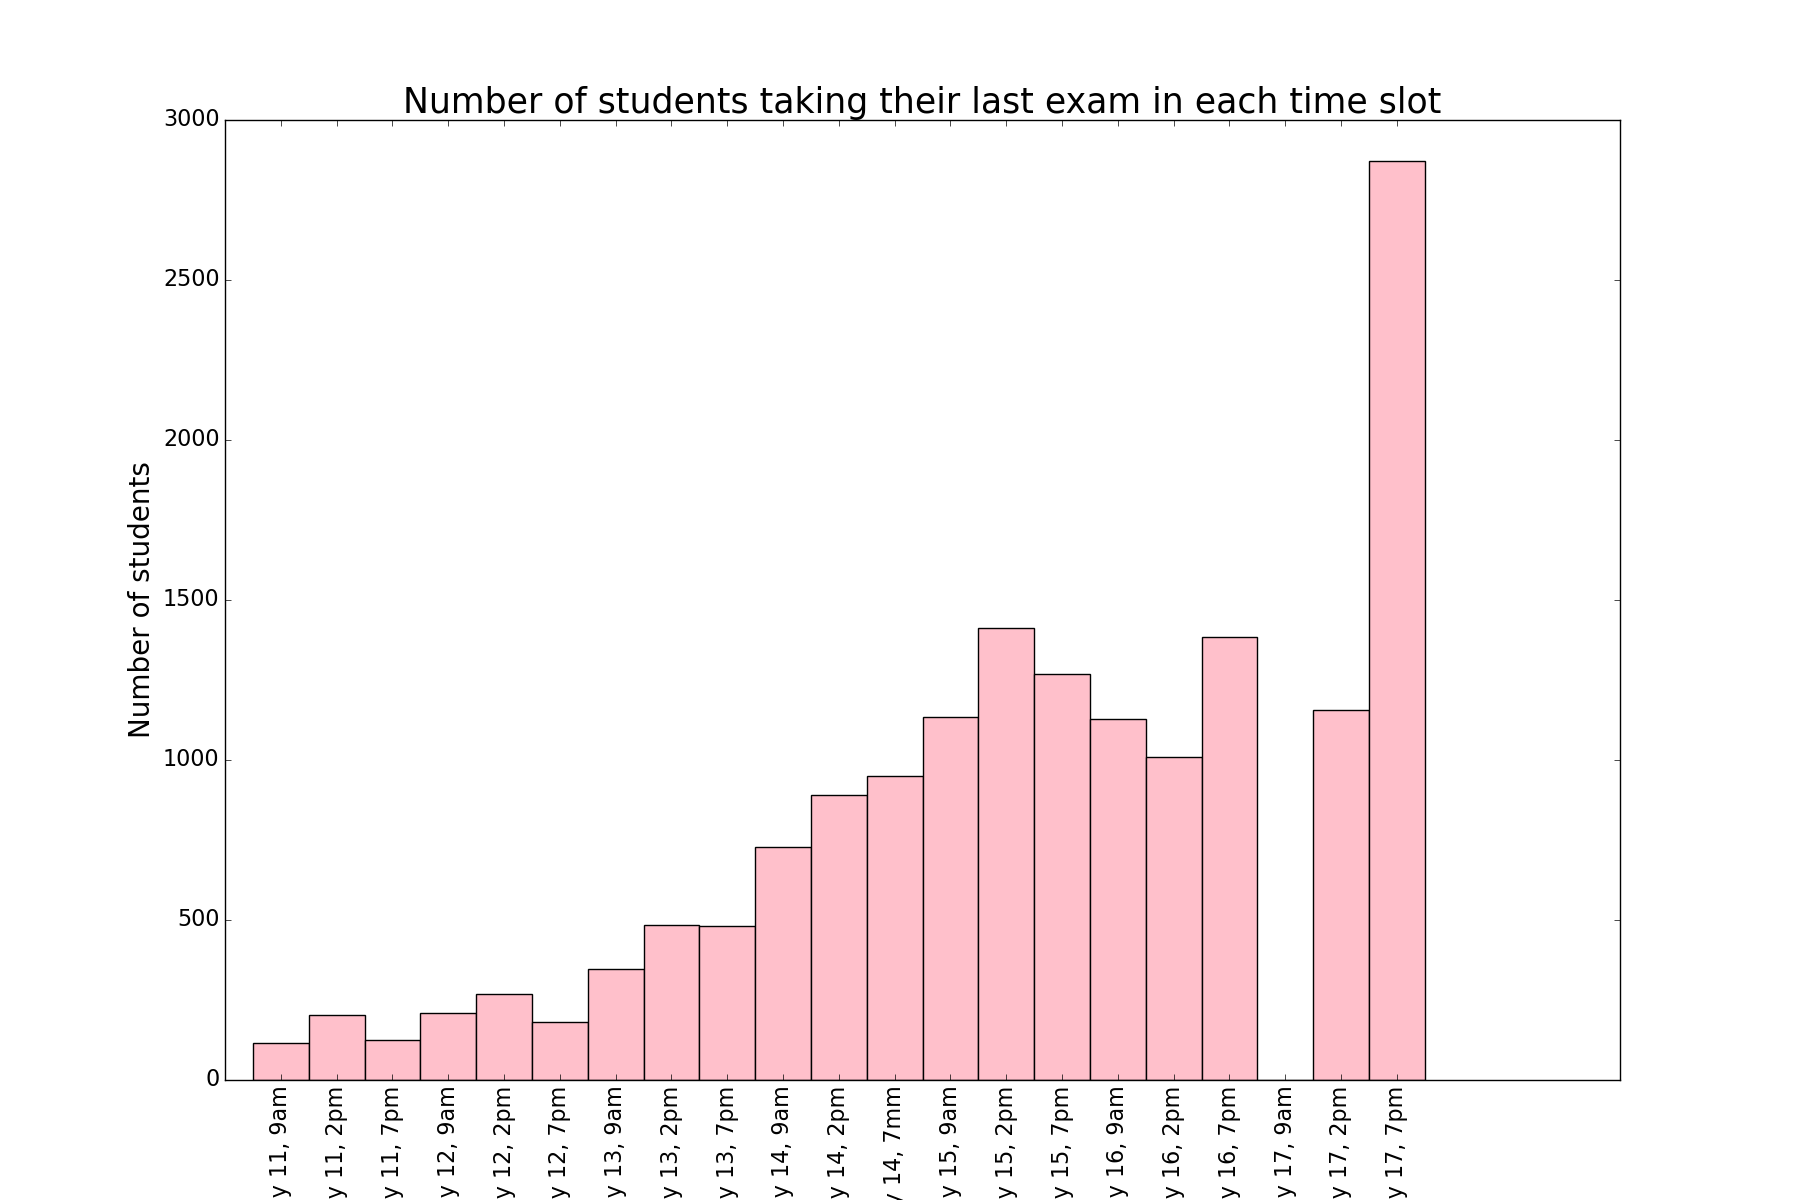 Number of students taking their last exam in each time slot
Number of students
3000
2500
2000
1500
1000
500
0
y 11, 9am
y 11, 2pm
y 11, 7pm
y 12, 9am
y 12, 2pm
y 12, 7pm
y 13, 9am
y 13, 2pm
y 13, 7pm
y 14, 9am
y 14, 2pm
y 14, 7mm
y 15, 9am
y 15, 2pm
y 15, 7pm
y 16, 9am
y 16, 2pm
y 16, 7pm
y 17, 9am
y 17, 2pm
y 17, 7pm